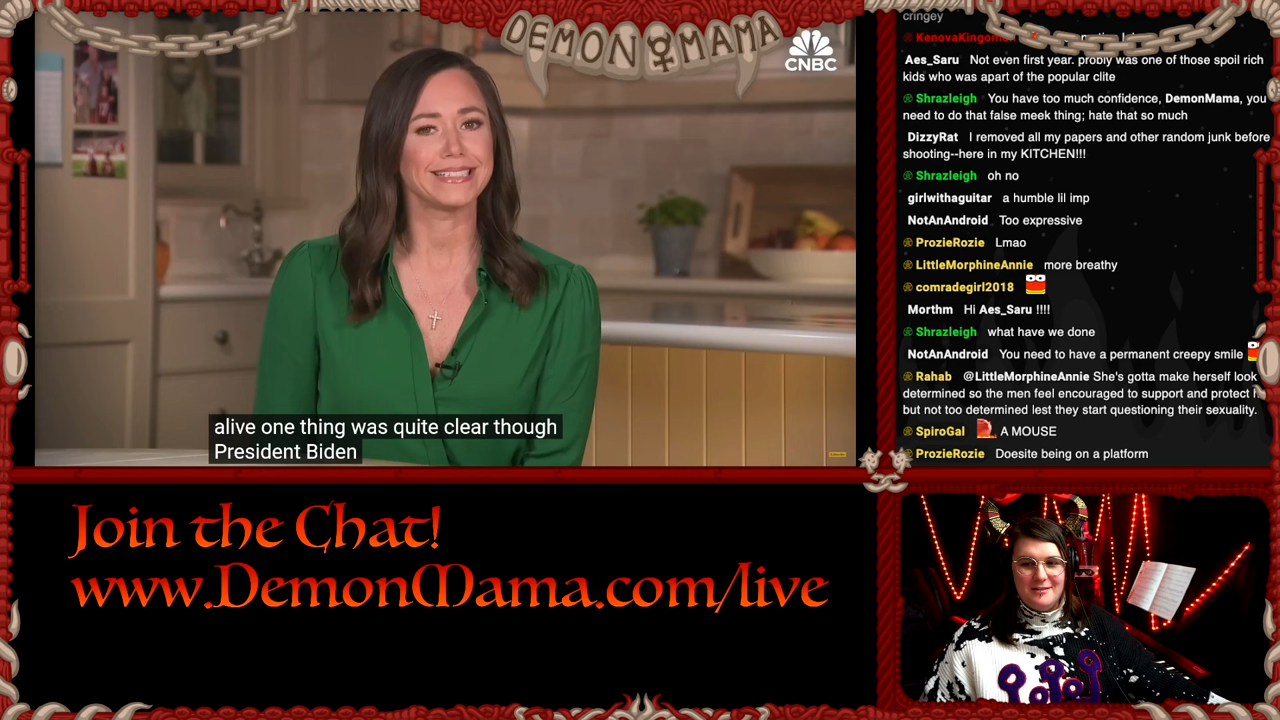 DEMON MAMA
CNBC
alive one thing was quite clear though
President Biden
cringey
Aes_Saru Not even first year. probly was one of those spoil rich
kids who was apart of the popular clite
Shrazleigh You have too much confidence, DemonMama, you
need to do that false meek thing; hate that so much
DizzyRat I removed all my papers and other random junk before
shooting--here in my KITCHEN!!!
Shrazleigh oh no
girlwithaguitar a humble lil imp
NotAnAndroid Too expressive
ProzieRozie Lmao
LittleMorphineAnnie more breathy
comradegirl2018
Morthm Hi Aes_Saru !!!!
Shrazleigh what have we done
NotAnAndroid You need to have a permanent creepy smile
Rahab @LittleMorphineAnnie She's gotta make herself look
determined so the men feel encouraged to support and protect
but not too determined lest they start questioning their sexuality.
SpiroGal A MOUSE
ProzieRozie Doesite being on a platform
Join the Chat!
www.DemonMama.com/live